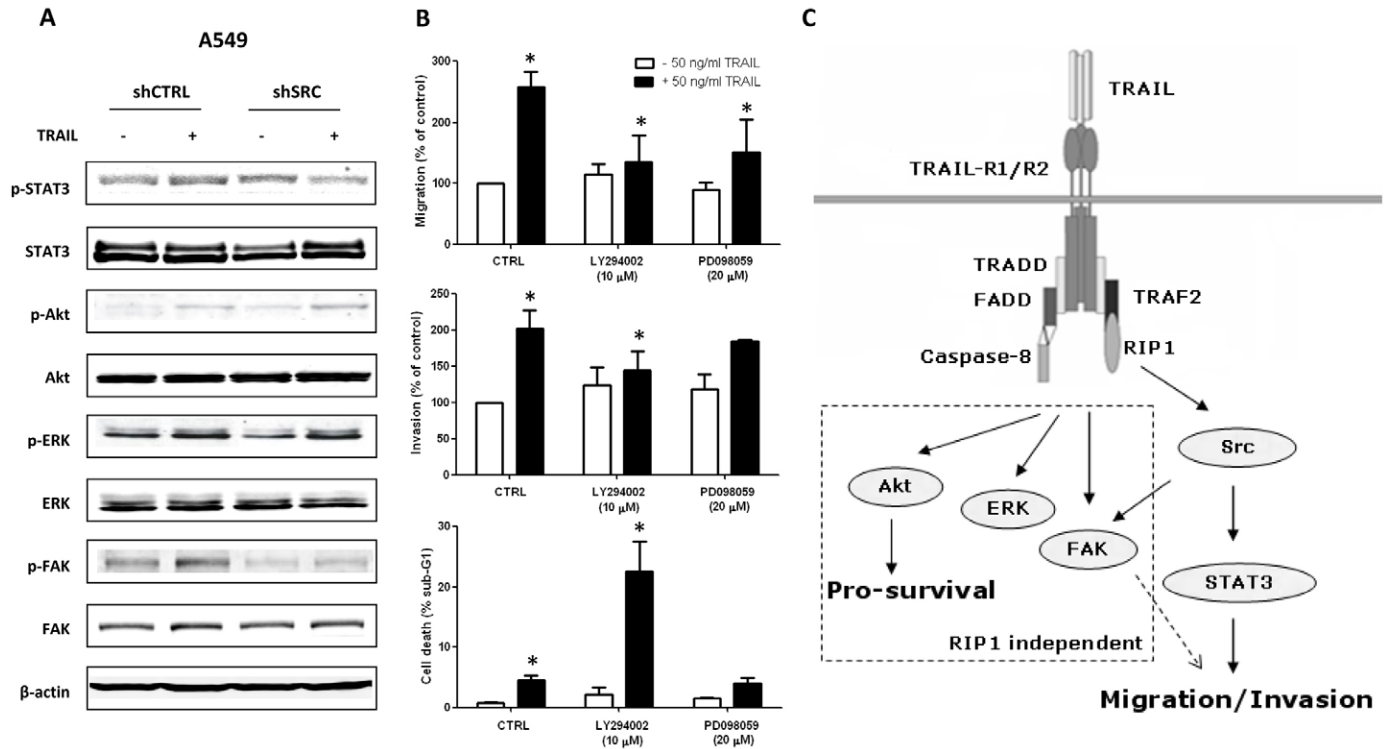 A
A549
shCTRL shSRC
TRAIL - + - +
p-STAT3
STAT3
p-Akt
Akt
p-ERK
ERK
p-FAK
FAK
β-actin
B
- 50 ng/ml TRAIL
+ 50 ng/ml TRAIL
Migration (% of control)
300
200
100
0
* * *
CTRL LY294002 PD098059
(10 µM) (20 µM)
Invasion (% of control)
250
200
150
100
50
0
* *
CTRL LY294002 PD098059
(10 µM) (20 µM)
Cell death (% sub-G1)
30
20
10
0
* *
CTRL LY294002 PD098059
(10 µM) (20 µM)
C
TRAIL
TRAIL-R1/R2
TRADD
FADD TRAF2
Caspase-8 RIP1
Src
Akt
ERK
FAK
STAT3
Pro-survival
RIP1 independent
Migration/Invasion